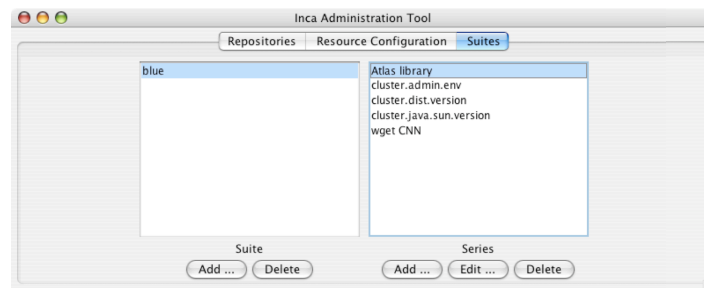 Inca Administration Tool
Repositories Resource Configuration Suites
blue
Atlas library
cluster.admin.env
cluster.dist.version
cluster.java.sun.version
wget CNN
Suite
Add ... Delete
Series
Add ... Edit ... Delete